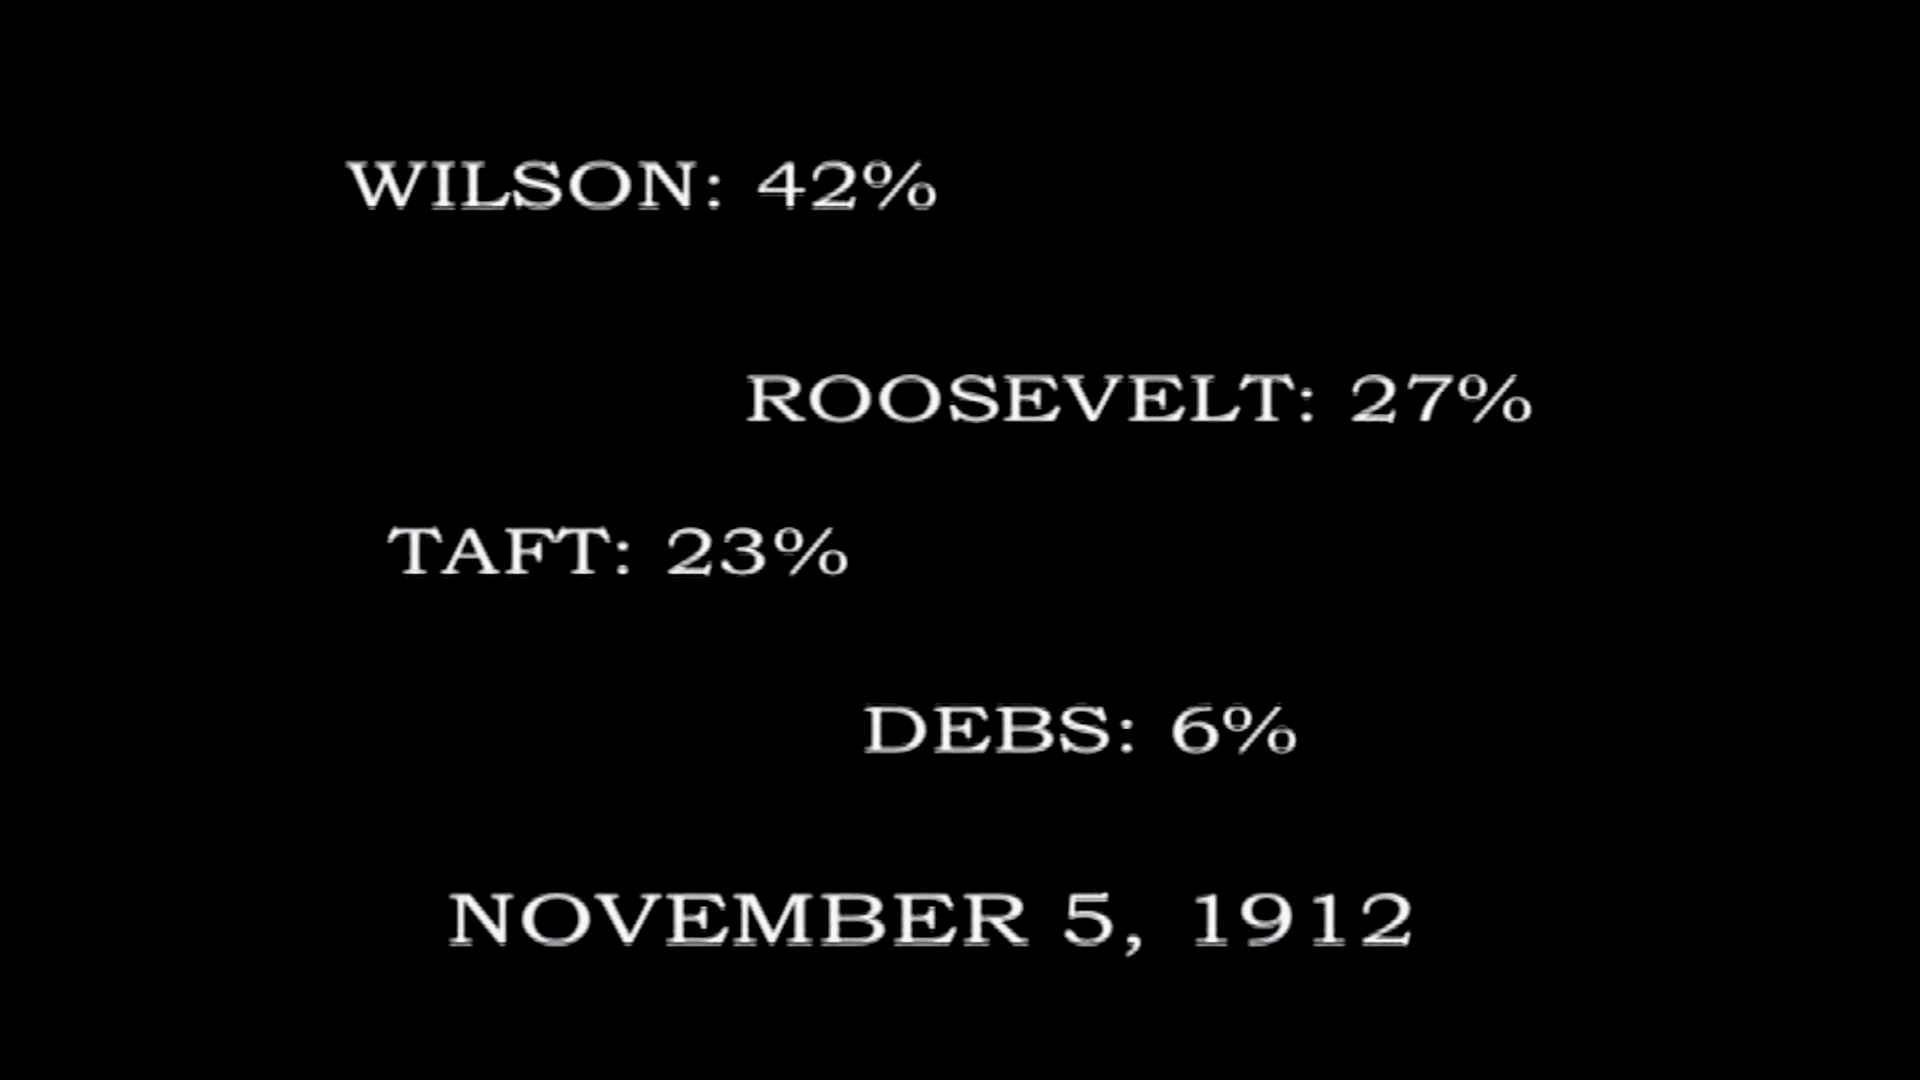 WILSON: 42%
ROOSEVELT: 27%
TAFT: 23%
DEBS: 6%
NOVEMBER 5, 1912